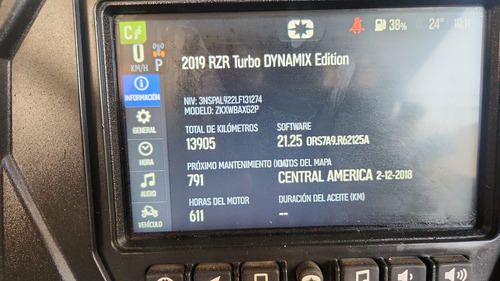 C
38%
24°
0
KM/H
P
2019 RZR Turbo DYNAMIX Edition
INFORMACIÓN
NIV: 3NSPAL922LF131274
MODELO: ZKXWBAXG2P
GENERAL
TOTAL DE KILÓMETROS
SOFTWARE
13905
21.25 ORS7A9.R62125A
HORA
PRÓXIMO MANTENIMIENTO
DATOS DEL MAPA
791
CENTRAL AMERICA 2-12-2018
AUDIO
HORAS DEL MOTOR
DURACIÓN DEL ACEITE (KM)
611
--
VEHÍCULO